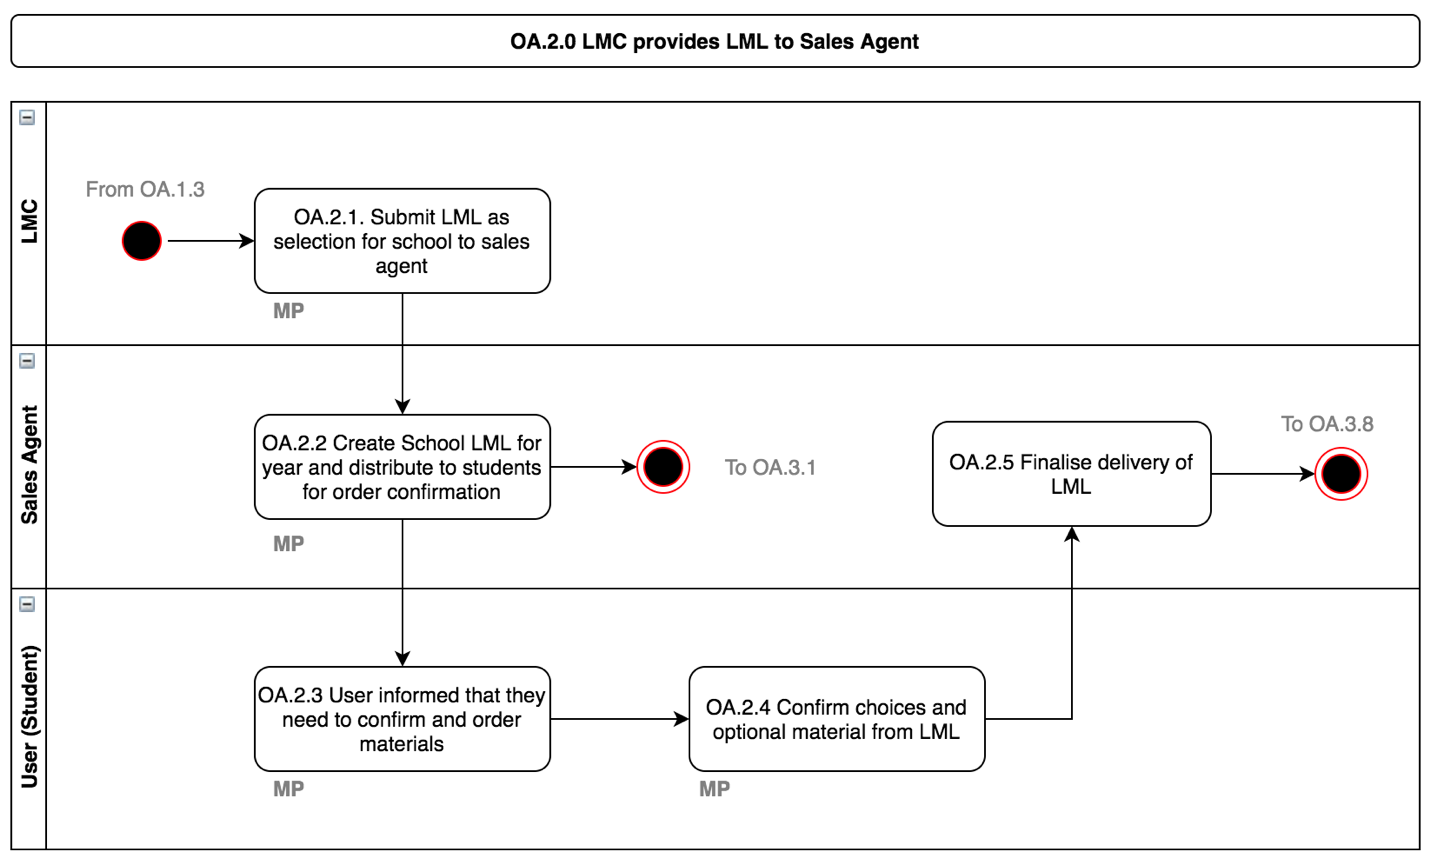 OA.2.0 LMC provides LML to Sales Agent
LMC
From OA.1.3
OA.2.1. Submit LML as
selection for school to sales
agent
MP
Sales Agent
OA.2.2 Create School LML for
year and distribute to students
for order confirmation
MP
To OA.3.1
OA.2.5 Finalise delivery of
LML
To OA.3.8
User (Student)
OA.2.3 User informed that they
need to confirm and order
materials
MP
OA.2.4 Confirm choices and
optional material from LML
MP